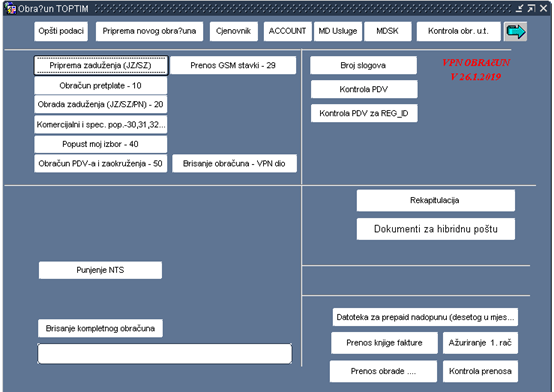 Obra?un TOPTIM
Opšti podaci
Priprema novog obra?una
Cjenovnik
ACCOUNT
MD Usluge
MDSK
Kontrola obr. u.t.
Priprema zaduženja (JZ/SZ)
Prenos GSM stavki - 29
Broj slogova
VPN OBRAčUN
V 26.1.2019
Obračun pretplate - 10
Kontrola PDV
Obrada zaduženja (JZ/SZ/PN) - 20
Kontrola PDV za REG_ID
Komercijalni i spec. pop.-30,31,32...
Popust moj izbor - 40
Obračun PDV-a i zaokruženja - 50
Brisanje obračuna - VPN dio
Rekapitulacija
Dokumenti za hibridnu poštu
Punjenje NTS
Datoteka za prepaid nadopunu (desetog u mjes...
Brisanje kompletnog obračuna
Prenos knjige fakture
Ažuriranje 1. rač
Prenos obrade ....
Kontrola prenosa